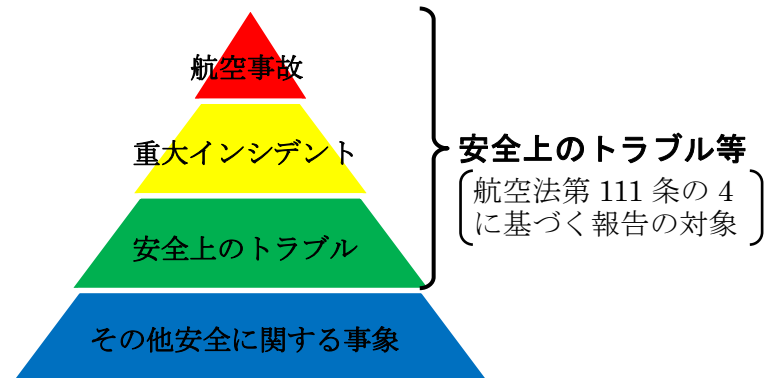 航空事故
重大インシデント
安全上のトラブル
その他安全に関する事象
安全上のトラブル等
航空法第 111 条の 4
に基づく報告の対象